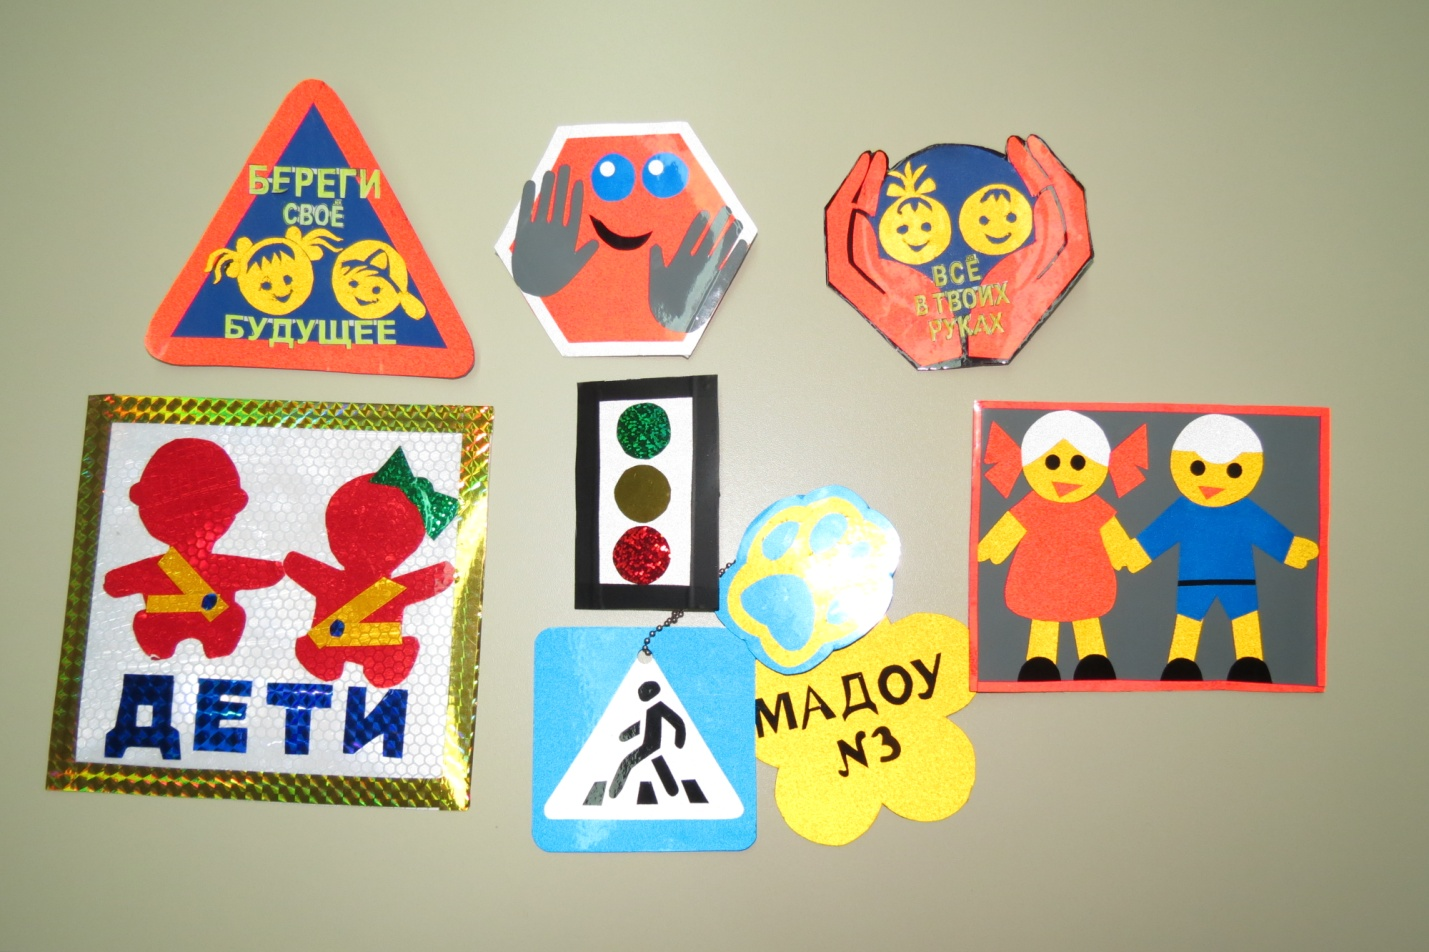 БЕРЕГИ
СВОЁ
БУДУЩЕЕ
ВСЁ
В ТВОИХ
РУКАХ
ДЕТИ
МАДОУ
№3